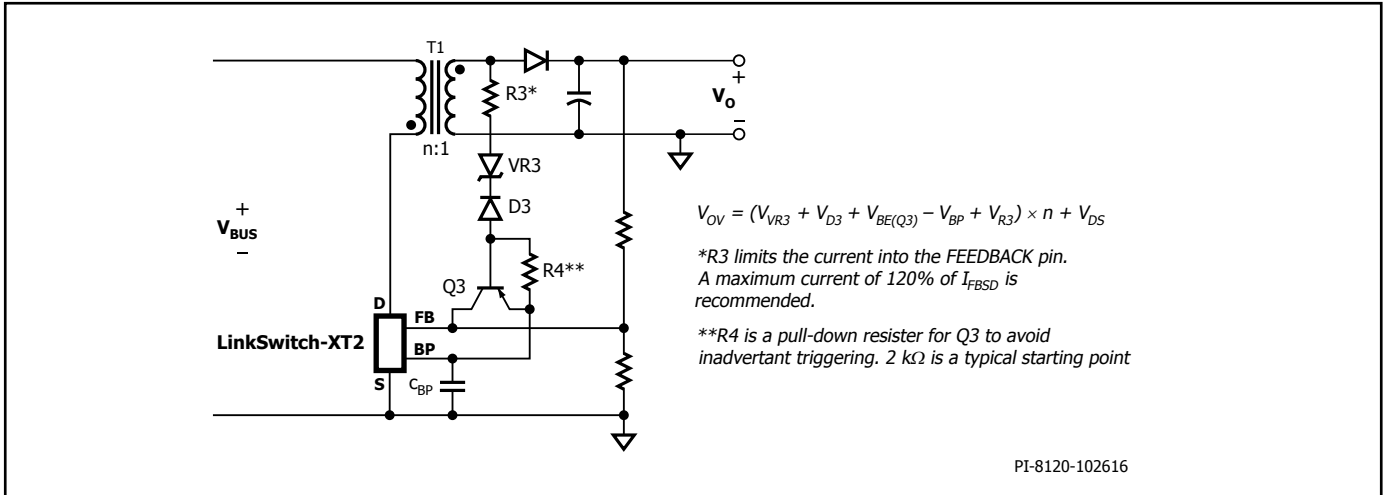 T1
R3*
+
V_O
−
n:1
VR3
D3
+
V_BUS
−
V_OV = (V_VR3 + V_D3 + V_BE(Q3) − V_BP + V_R3) × n + V_DS
*R3 limits the current into the FEEDBACK pin.
A maximum current of 120% of I_FBSD is
recommended.
R4**
Q3
D
FB
LinkSwitch-XT2
BP
**R4 is a pull-down resister for Q3 to avoid
inadvertant triggering. 2 kΩ is a typical starting point
S
C_BP
PI-8120-102616